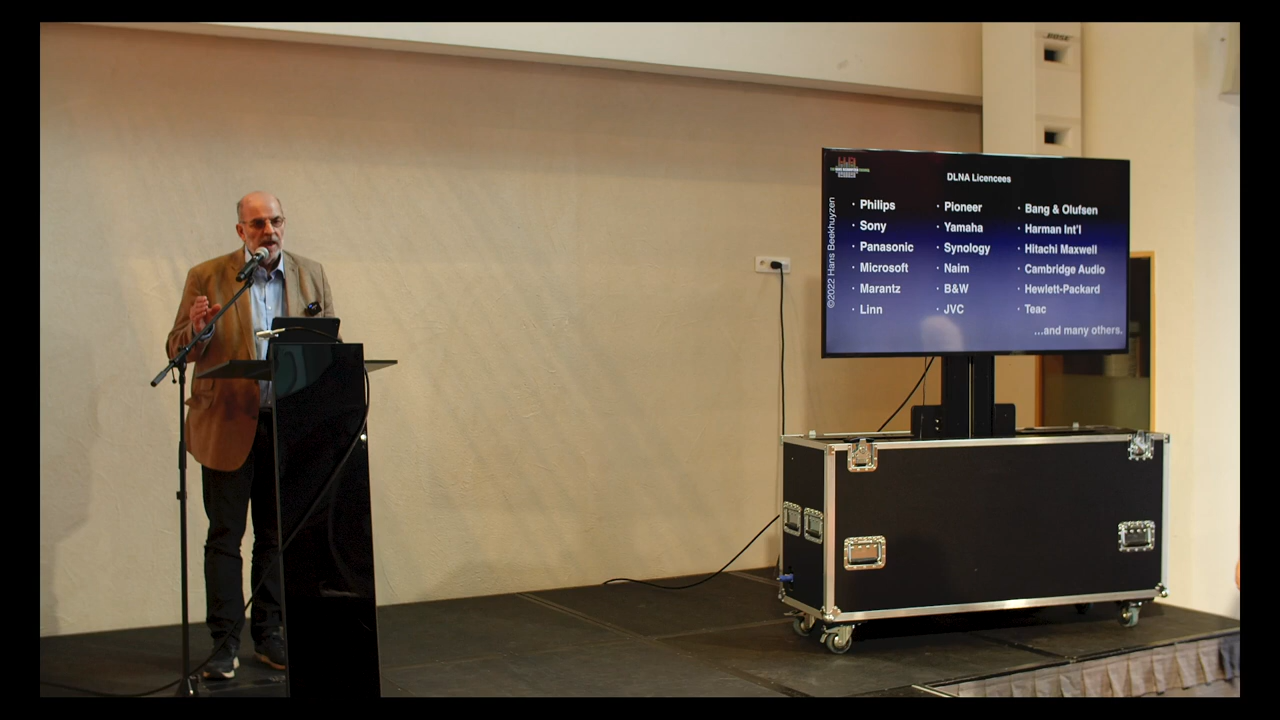 BOSE
DLNA Licencees
©2022 Hans Beekhuyzen
· Philips
· Sony
· Panasonic
· Microsoft
· Marantz
· Linn
· Pioneer
· Yamaha
· Synology
· Naim
· B&W
· JVC
· Bang & Olufsen
· Harman Int'l
· Hitachi Maxwell
· Cambridge Audio
· Hewlett-Packard
· Teac
...and many others.